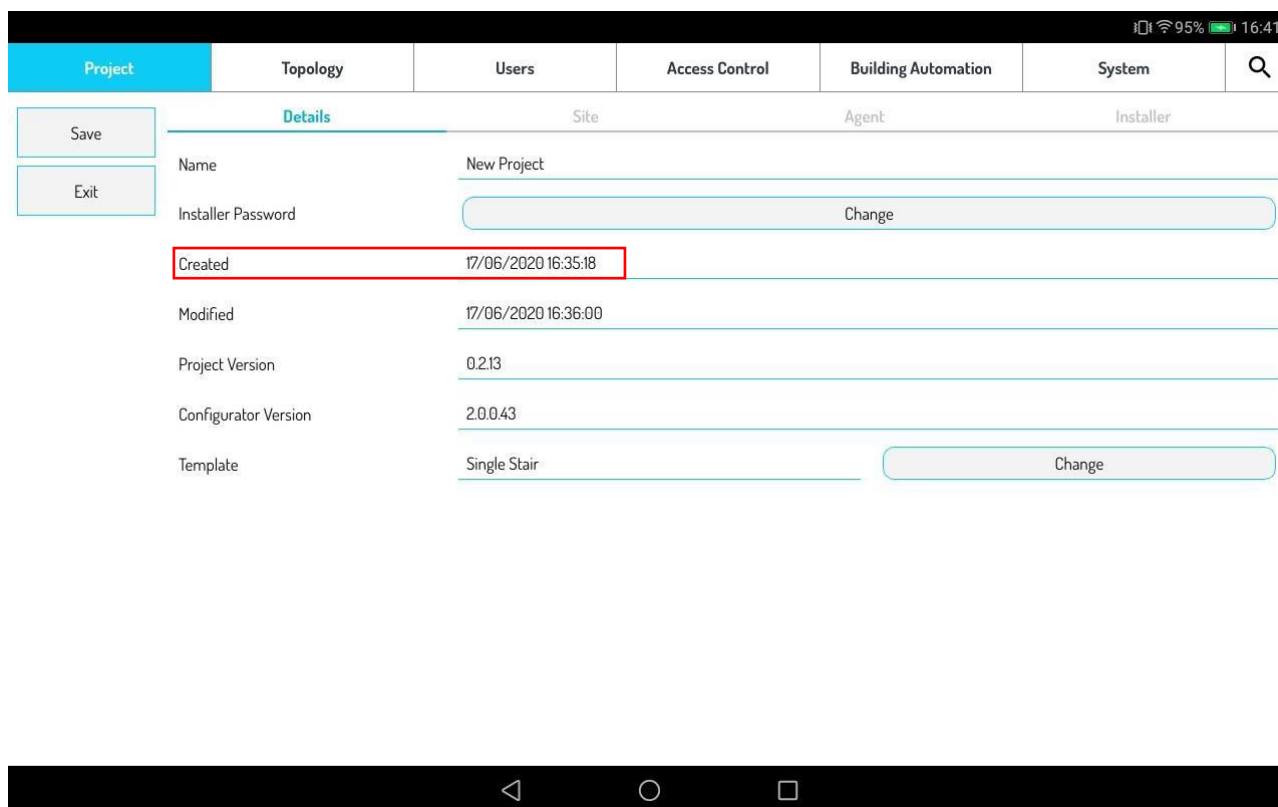 95% 16:41
Project Topology Users Access Control Building Automation System
Save
Exit
Details Site Agent Installer
Name New Project
Installer Password Change
Created 17/06/2020 16:35:18
Modified 17/06/2020 16:36:00
Project Version 0.2.13
Configurator Version 2.0.0.43
Template Single Stair Change